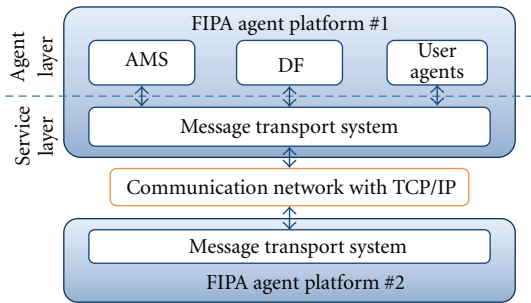 FIPA agent platform #1
Agent
layer
AMS
DF
User
agents
Service
layer
Message transport system
Communication network with TCP/IP
Message transport system
FIPA agent platform #2